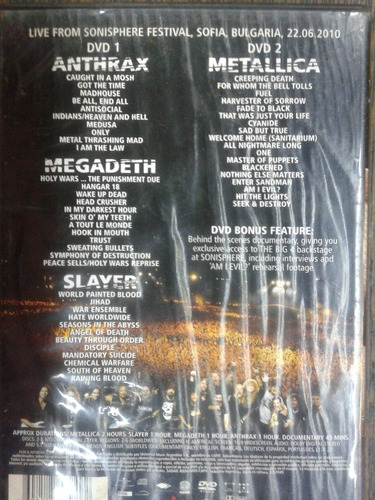 LIVE FROM SONISPHERE FESTIVAL, SOFIA, BULGARIA, 22.06.2010
DVD 1
ANTHRAX
CAUGHT IN A MOSH
GOT THE TIME
MADHOUSE
BE ALL, END ALL
ANTISOCIAL
INDIANS/HEAVEN AND HELL
MEDUSA
ONLY
METAL THRASHING MAD
I AM THE LAW
MEGADETH
HOLY WARS ... THE PUNISHMENT DUE
HANGAR 18
WAKE UP DEAD
HEAD CRUSHER
IN MY DARKEST HOUR
SKIN O' MY TEETH
A TOUT LE MONDE
HOOK IN MOUTH
TRUST
SWEATING BULLETS
SYMPHONY OF DESTRUCTION
PEACE SELLS/HOLY WARS REPRISE
SLAYER
WORLD PAINTED BLOOD
JIHAD
WAR ENSEMBLE
HATE WORLDWIDE
SEASONS IN THE ABYSS
ANGEL OF DEATH
BEAUTY THROUGH ORDER
DISCIPLE
MANDATORY SUICIDE
CHEMICAL WARFARE
SOUTH OF HEAVEN
RAINING BLOOD
DVD 2
METALLICA
CREEPING DEATH
FOR WHOM THE BELL TOLLS
FUEL
HARVESTER OF SORROW
FADE TO BLACK
THAT WAS JUST YOUR LIFE
CYANIDE
SAD BUT TRUE
WELCOME HOME (SANITARIUM)
ALL NIGHTMARE LONG
ONE
MASTER OF PUPPETS
BLACKENED
NOTHING ELSE MATTERS
ENTER SANDMAN
AM I EVIL?
HIT THE LIGHTS
SEEK & DESTROY
DVD BONUS FEATURE:
Behind the scenes documentary, giving you
exclusive access to THE BIG 4 backstage
at SONISPHERE, including interviews and
"AM I EVIL?" rehearsal footage
APPROX DURATIONS: METALLICA 2 HOURS, SLAYER 1 HOUR, MEGADETH 1 HOUR, ANTHRAX 1 HOUR, DOCUMENTARY 45 MINS
DVD